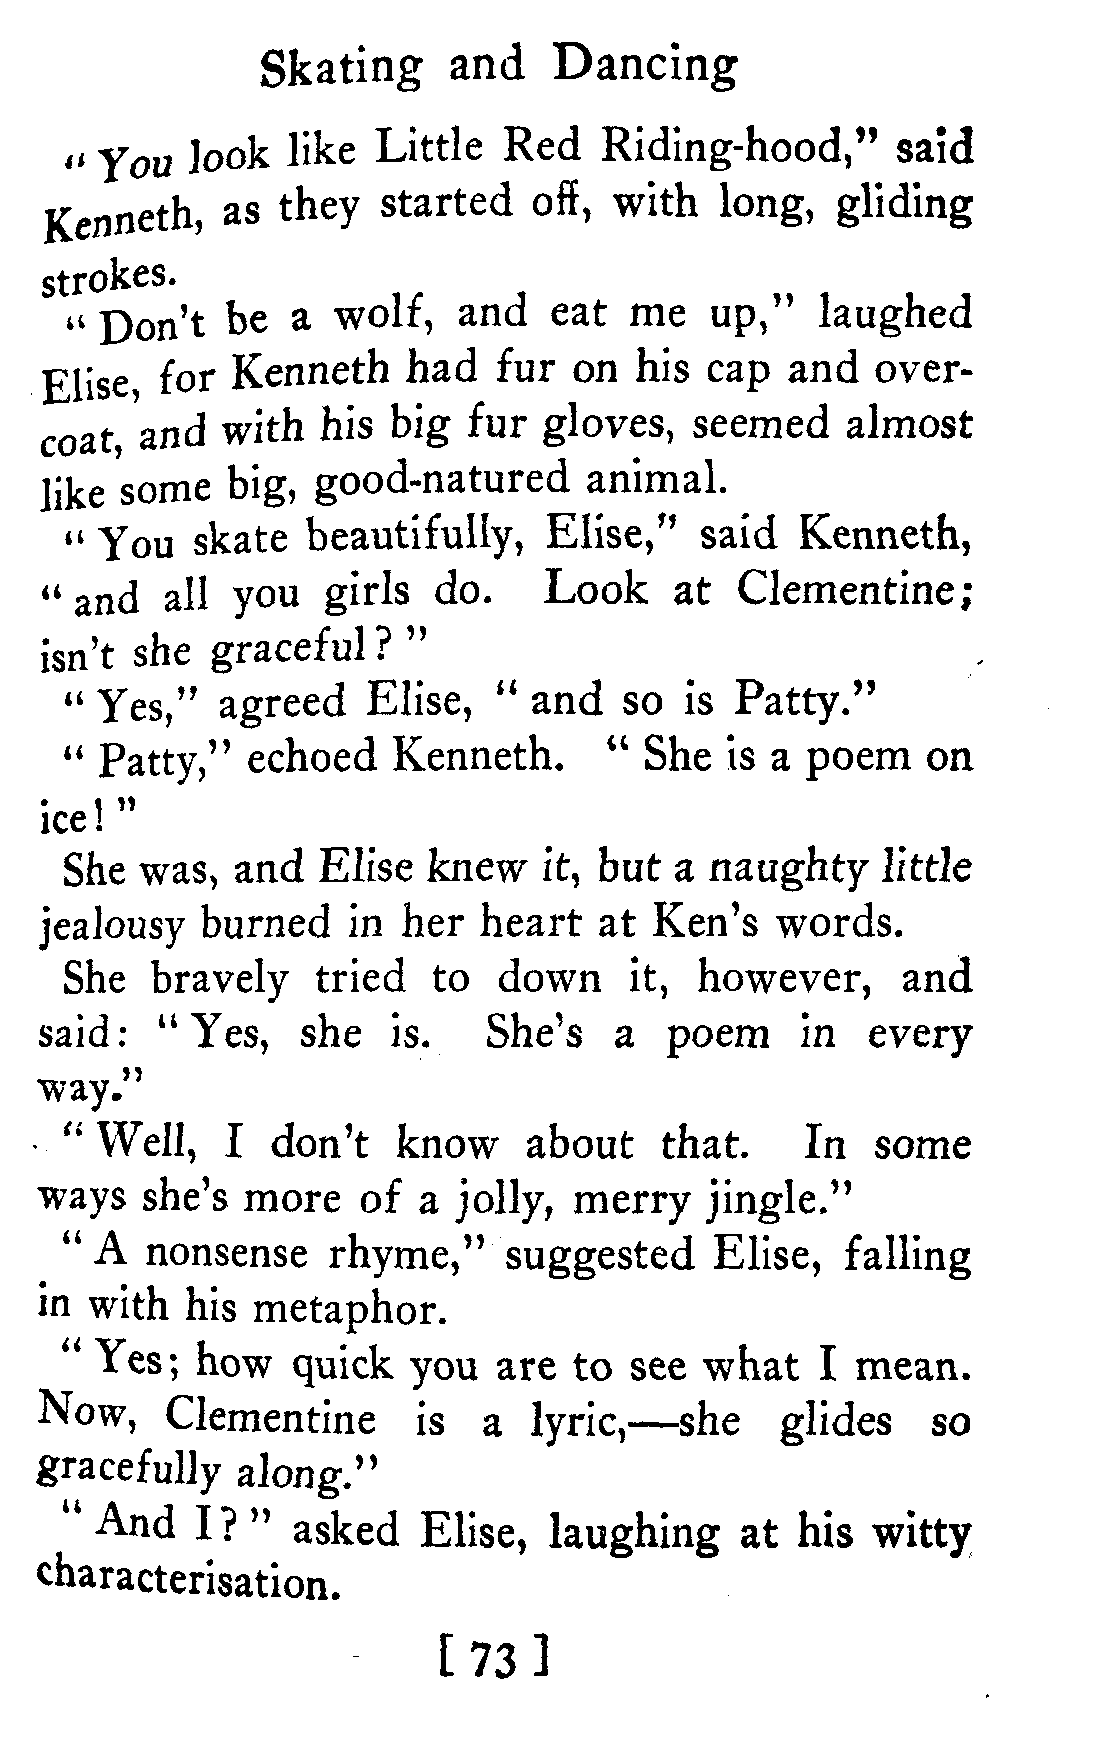 Skating and Dancing
“ You look like Little Red Riding-hood,” said
Kenneth, as they started off, with long, gliding
strokes.
“ Don’t be a wolf, and eat me up,” laughed
Elise, for Kenneth had fur on his cap and over-
coat, and with his big fur gloves, seemed almost
like some big, good-natured animal.
“ You skate beautifully, Elise,” said Kenneth,
“ and all you girls do. Look at Clementine;
isn’t she graceful? ”
“ Yes,” agreed Elise, “ and so is Patty.”
“ Patty,” echoed Kenneth. “ She is a poem on
ice! ”
She was, and Elise knew it, but a naughty little
jealousy burned in her heart at Ken’s words.
She bravely tried to down it, however, and
said: “ Yes, she is. She’s a poem in every
way.”
“ Well, I don’t know about that. In some
ways she’s more of a jolly, merry jingle.”
“ A nonsense rhyme,” suggested Elise, falling
in with his metaphor.
“ Yes; how quick you are to see what I mean.
Now, Clementine is a lyric,—she glides so
gracefully along.”
“ And I? ” asked Elise, laughing at his witty
characterisation.
[ 73 ]